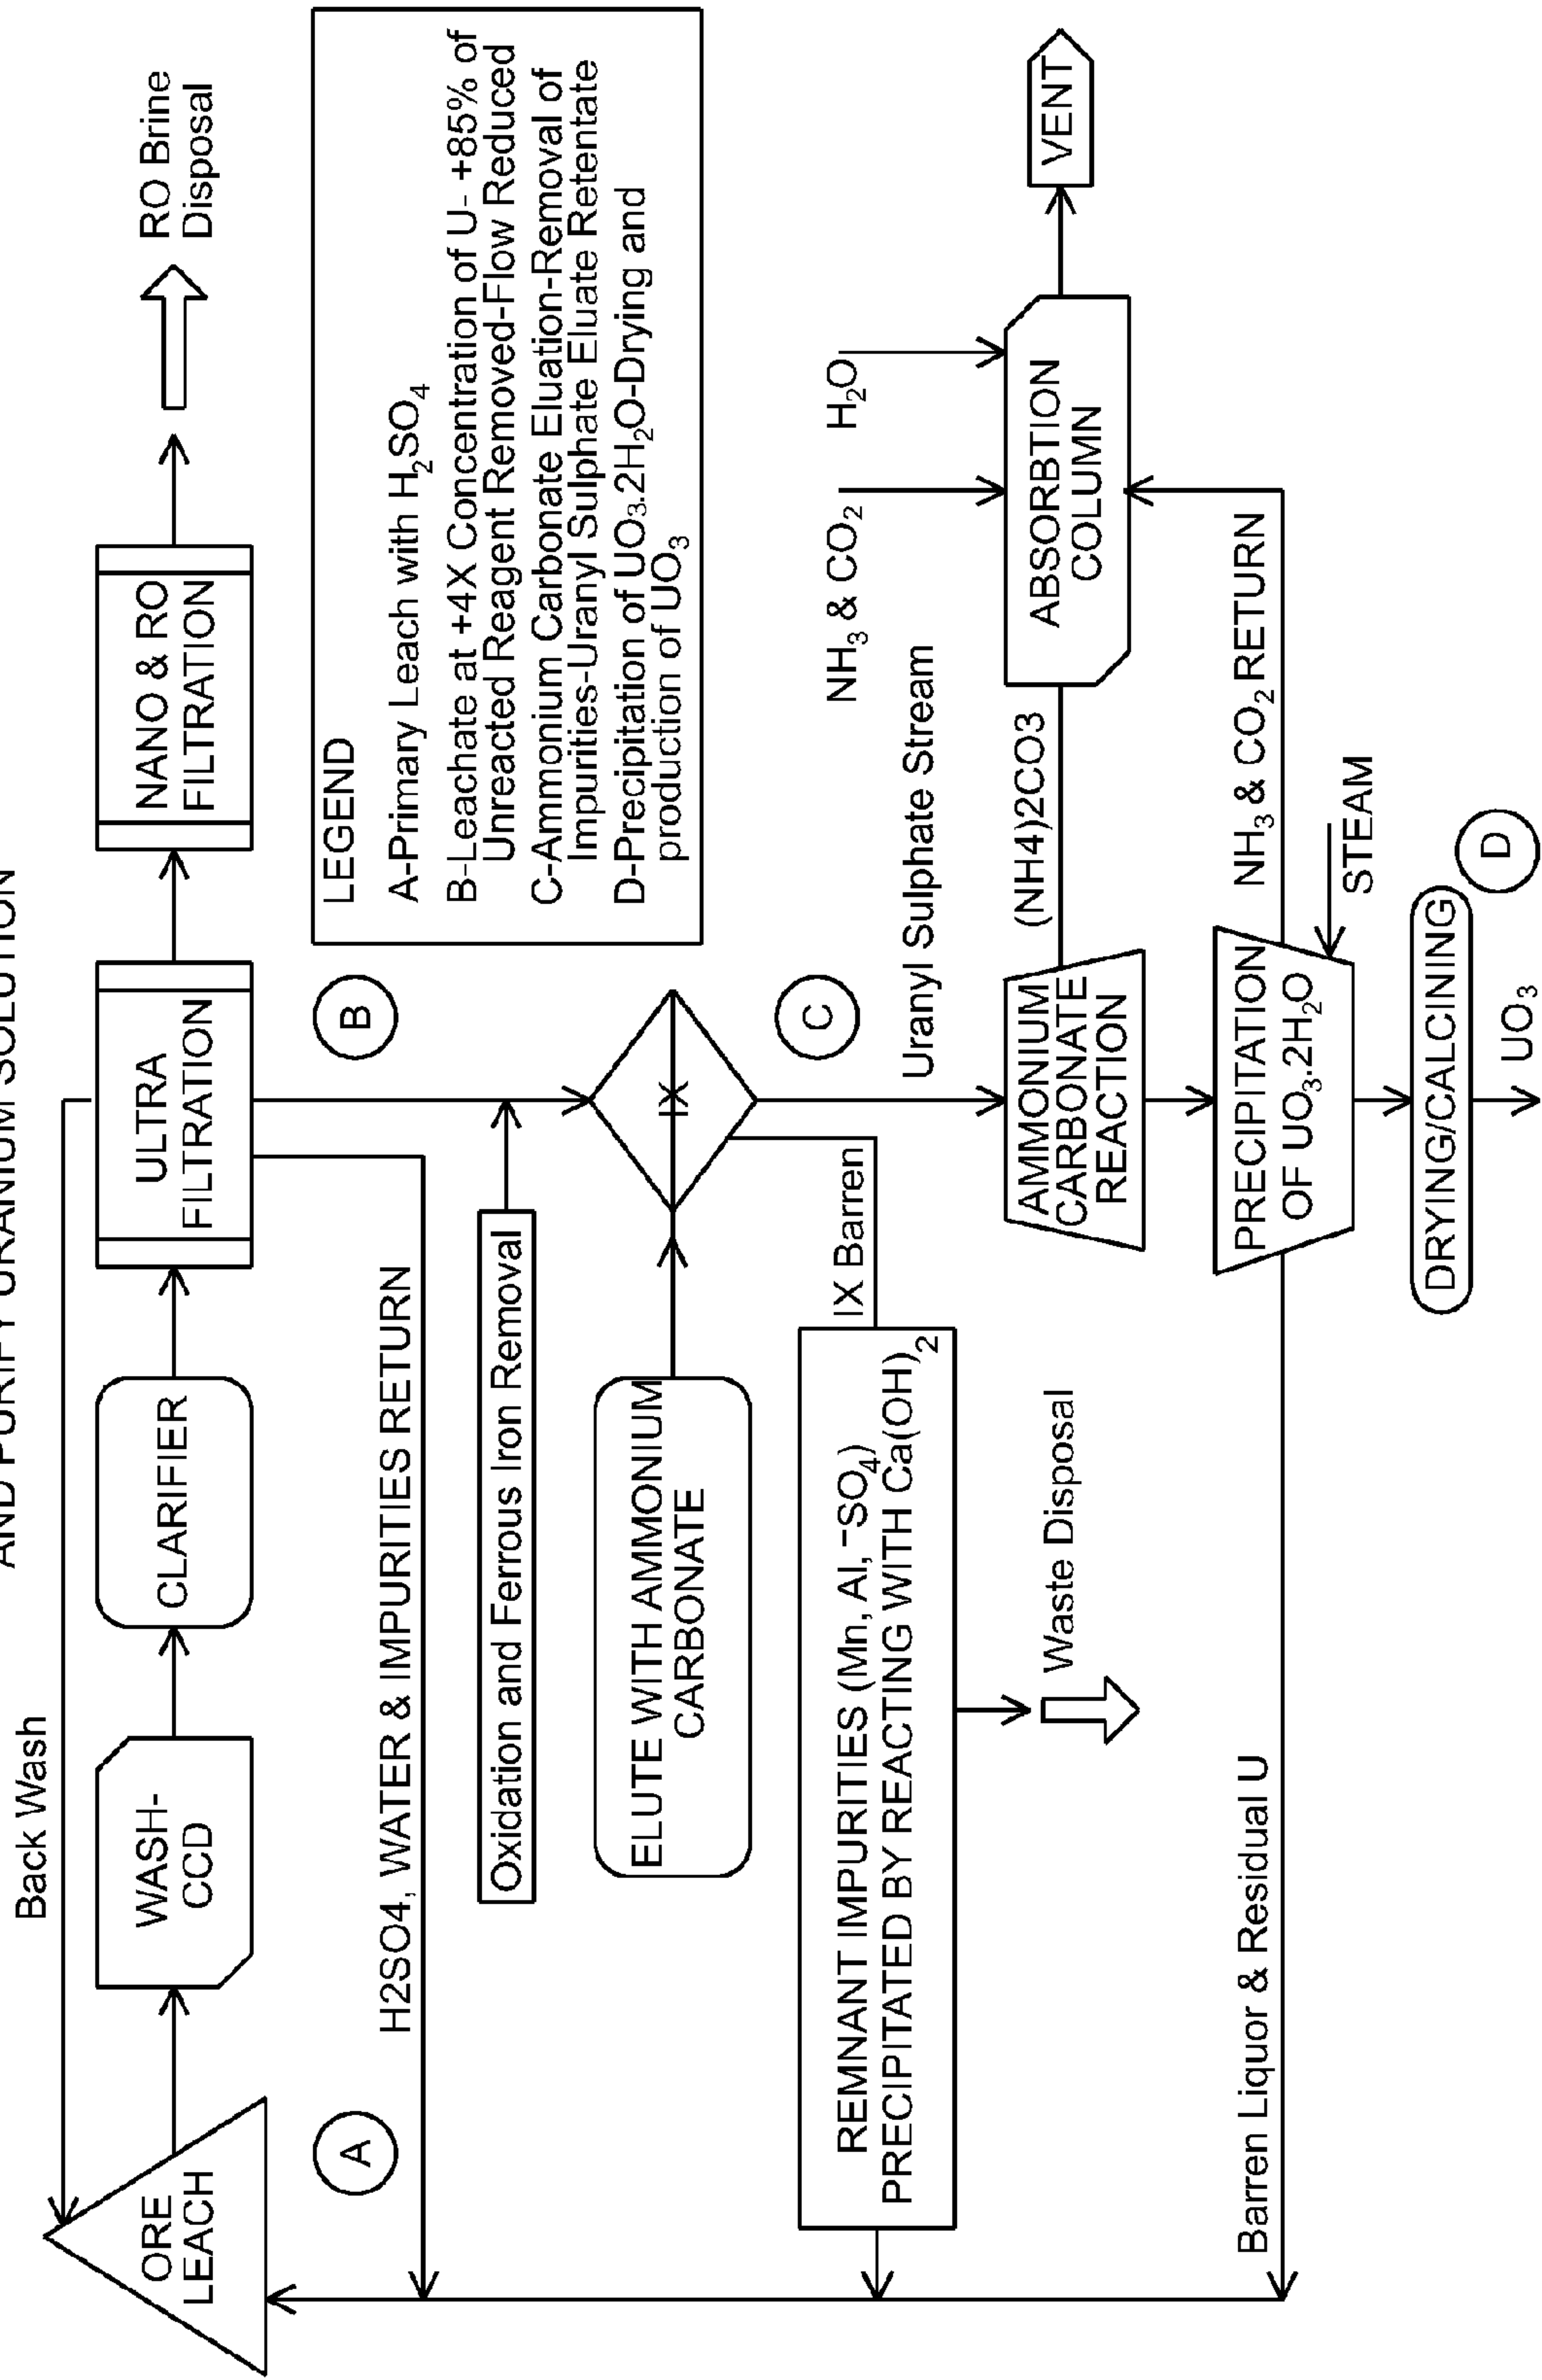 AND PURIFY URANIUM SOLUTION
Back Wash
ORE
LEACH
WASH-
CCD
CLARIFIER
ULTRA
FILTRATION
NANO & RO
FILTRATION
RO Brine
Disposal
A
H2SO4, WATER & IMPURITIES RETURN
B
LEGEND
A-Primary Leach with H₂SO₄
B-Leachate at +4X Concentration of U- +85% of
Unreacted Reagent Removed-Flow Reduced
C-Ammonium Carbonate Eluation-Removal of
Impurities-Uranyl Sulphate Eluate Retentate
D-Precipitation of UO₃.2H₂O-Drying and
production of UO₃
Oxidation and Ferrous Iron Removal
ELUTE WITH AMMONIUM
CARBONATE
IX
C
IX Barren
REMNANT IMPURITIES (Mn, Al, ⁻SO₄)
PRECIPITATED BY REACTING WITH Ca(OH)₂
Waste Disposal
Uranyl Sulphate Stream
NH₃ & CO₂
H₂O
AMMONIUM
CARBONATE
REACTION
(NH4)2CO3
ABSORBTION
COLUMN
VENT
Barren Liquor & Residual U
PRECIPITATION
OF UO₃.2H₂O
NH₃ & CO₂ RETURN
STEAM
DRYING/CALCINING
D
UO₃